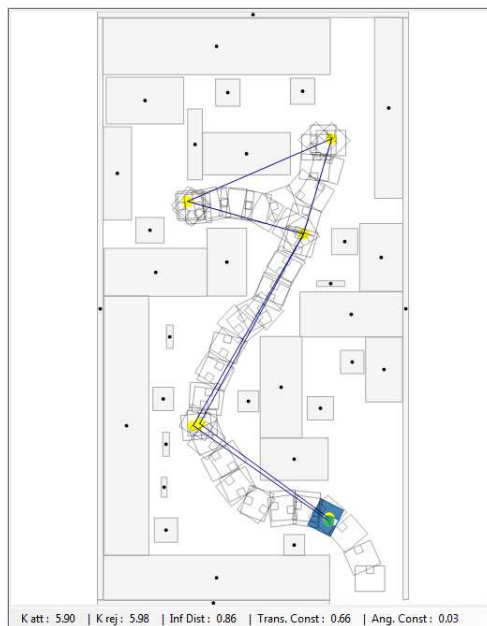 K att : 5.90 | K rej : 5.98 | Inf Dist : 0.86 | Trans. Const : 0.66 | Ang. Const : 0.03